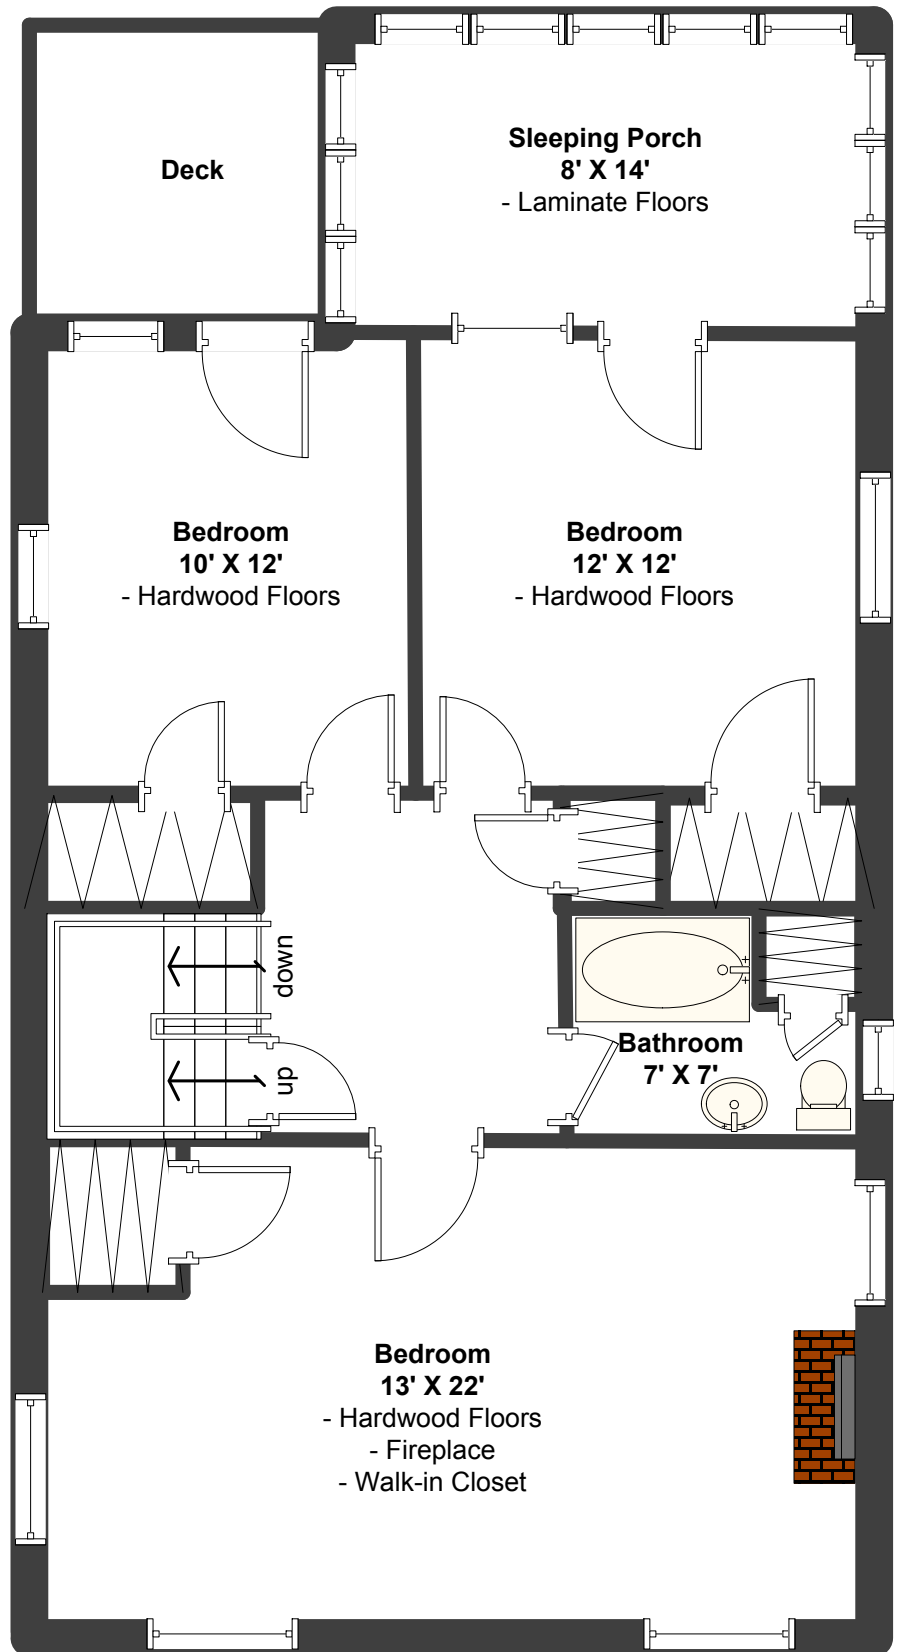 Deck
Sleeping Porch
8' X 14'
- Laminate Floors
Bedroom
10' X 12'
- Hardwood Floors
Bedroom
12' X 12'
- Hardwood Floors
down
up
Bathroom
7' X 7'
Bedroom
13' X 22'
- Hardwood Floors
- Fireplace
- Walk-in Closet